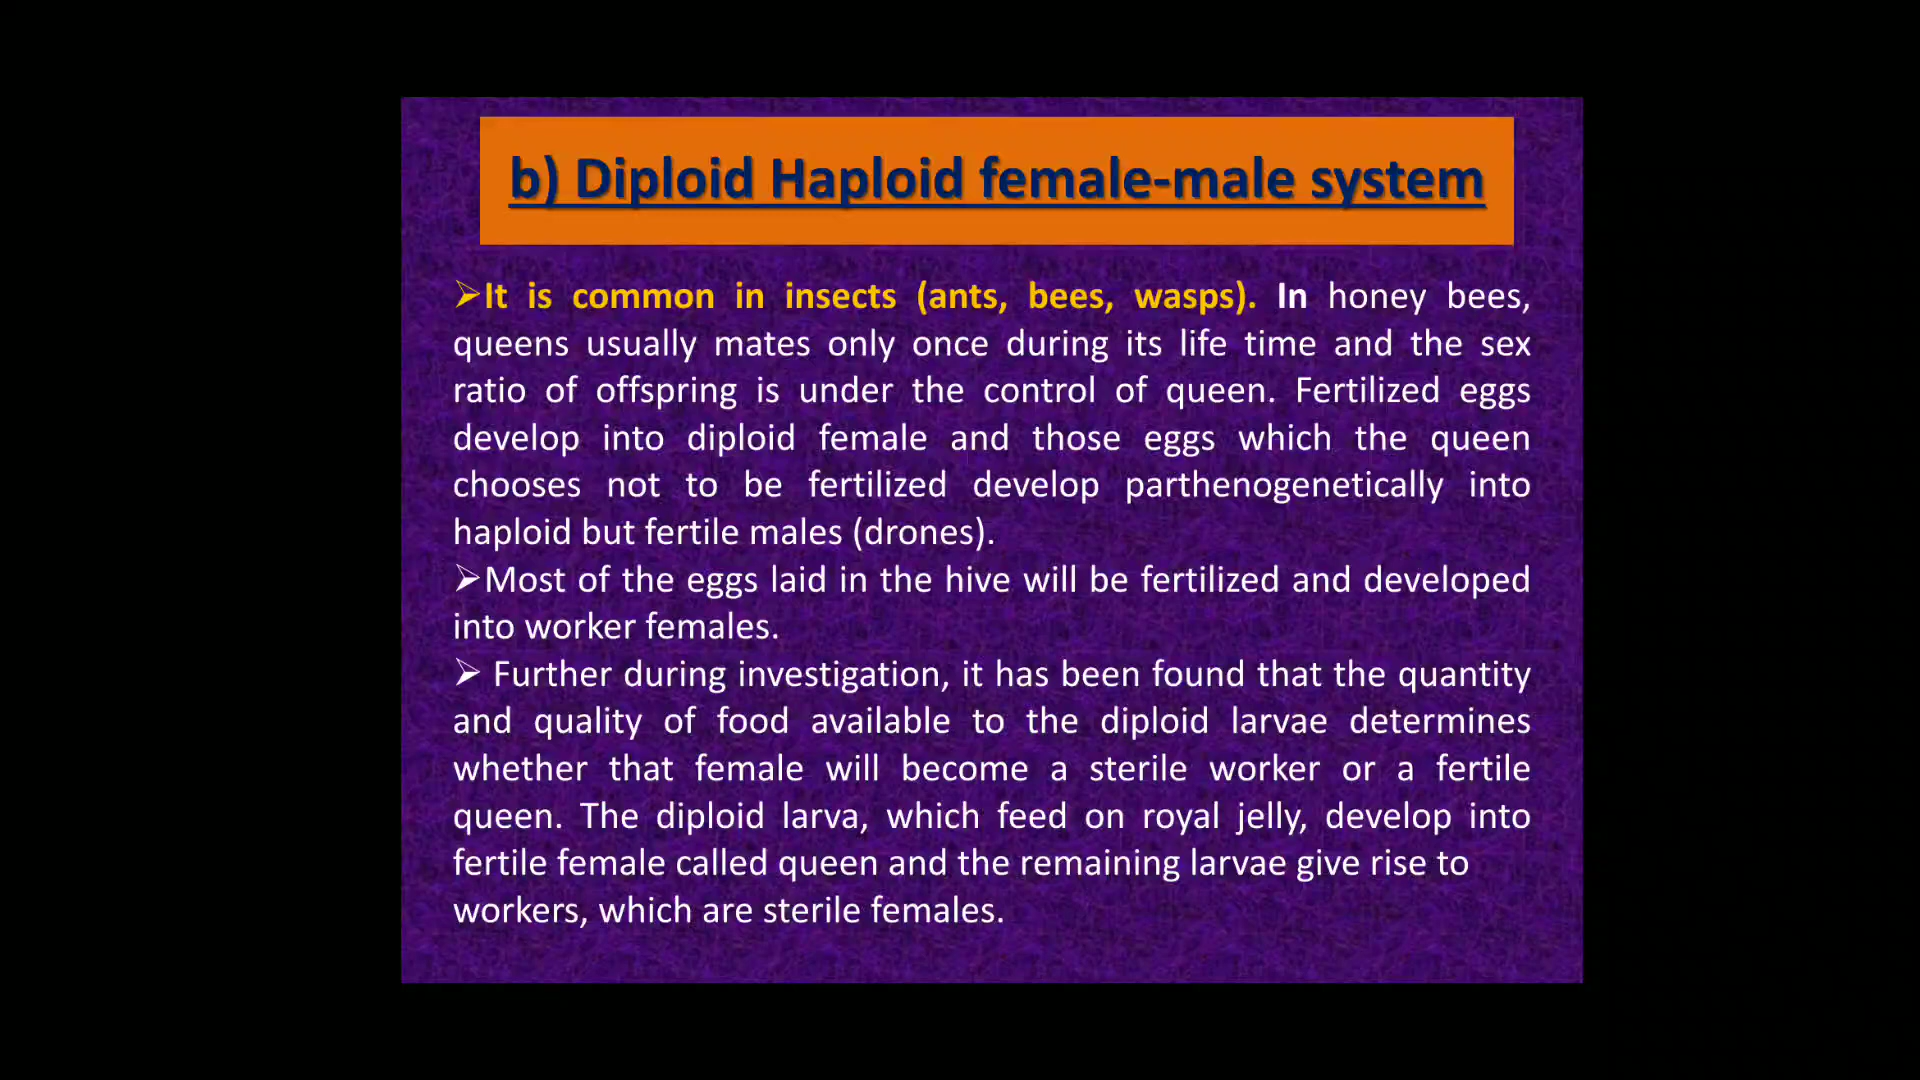 b) Diploid Haploid female-male system
➢It is common in insects (ants, bees, wasps). In honey bees,
queens usually mates only once during its life time and the sex
ratio of offspring is under the control of queen. Fertilized eggs
develop into diploid female and those eggs which the queen
chooses not to be fertilized develop parthenogenetically into
haploid but fertile males (drones).
➢Most of the eggs laid in the hive will be fertilized and developed
into worker females.
➢ Further during investigation, it has been found that the quantity
and quality of food available to the diploid larvae determines
whether that female will become a sterile worker or a fertile
queen. The diploid larva, which feed on royal jelly, develop into
fertile female called queen and the remaining larvae give rise to
workers, which are sterile females.